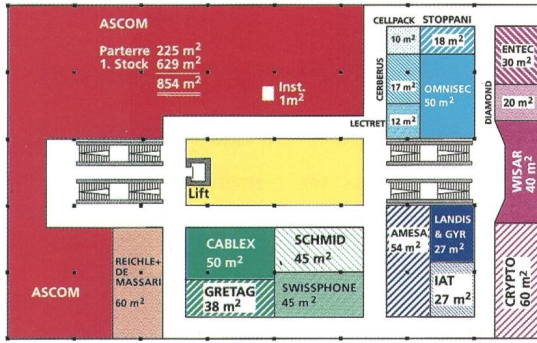 ASCOM
Parterre 225 m²
1. Stock 629 m²
854 m²
Inst.
1m²
CELLPACK
STOPPANI
10 m²
18 m²
CERBERUS
17 m²
OMNISEC
50 m²
LECTRET
12 m²
ENTEC
30 m²
DIAMOND
20 m²
WISAR
40 m²
Lift
ASCOM
REICHLE+
DE
MASSARI
60 m²
CABLEX
50 m²
SCHMID
45 m²
GRETAG
38 m²
SWISSPHONE
45 m²
AMESA
54 m²
LANDIS
& GYR
27 m²
IAT
27 m²
CRYPTO
60 m²